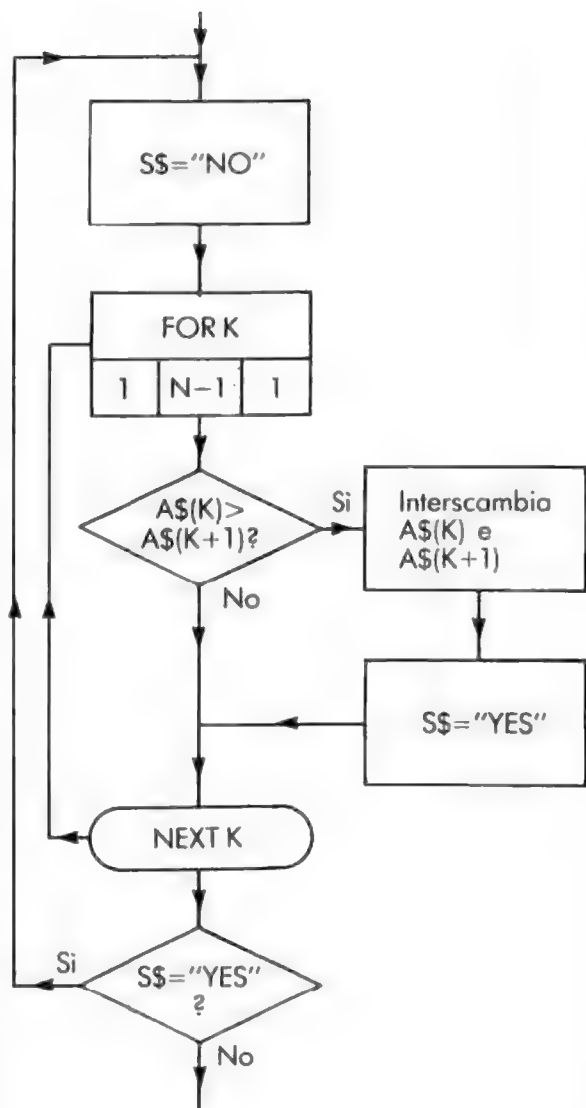 S$="NO"
FOR K
1 N-1 1
A$(K)>
A$(K+1)?
Si
Interscambia
A$(K) e
A$(K+1)
No
S$="YES"
NEXT K
Si
S$="YES"
?
No